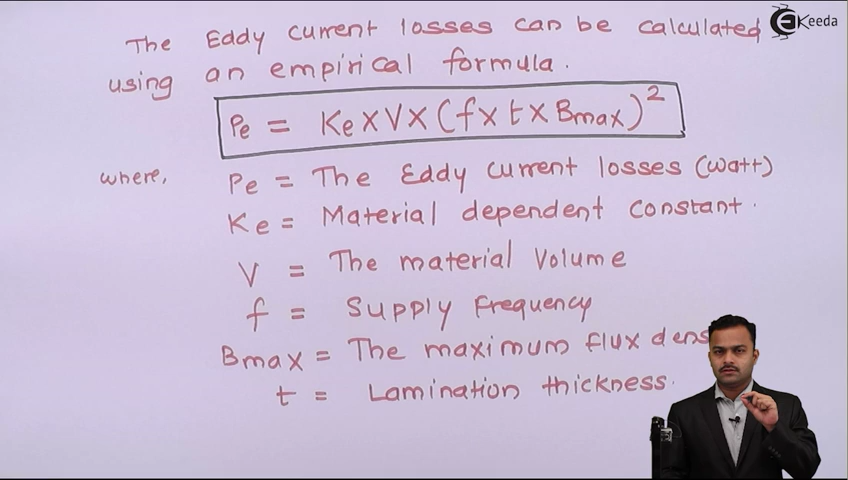 Keeda
The Eddy current losses can be calculated
using an empirical formula.
Pe = Ke X V X (f x t x Bmax)²
where,
Pe = The Eddy current losses (watt)
Ke = Material dependent constant.
V = The material volume
f = Supply frequency
Bmax = The maximum flux dens
t = Lamination thickness.